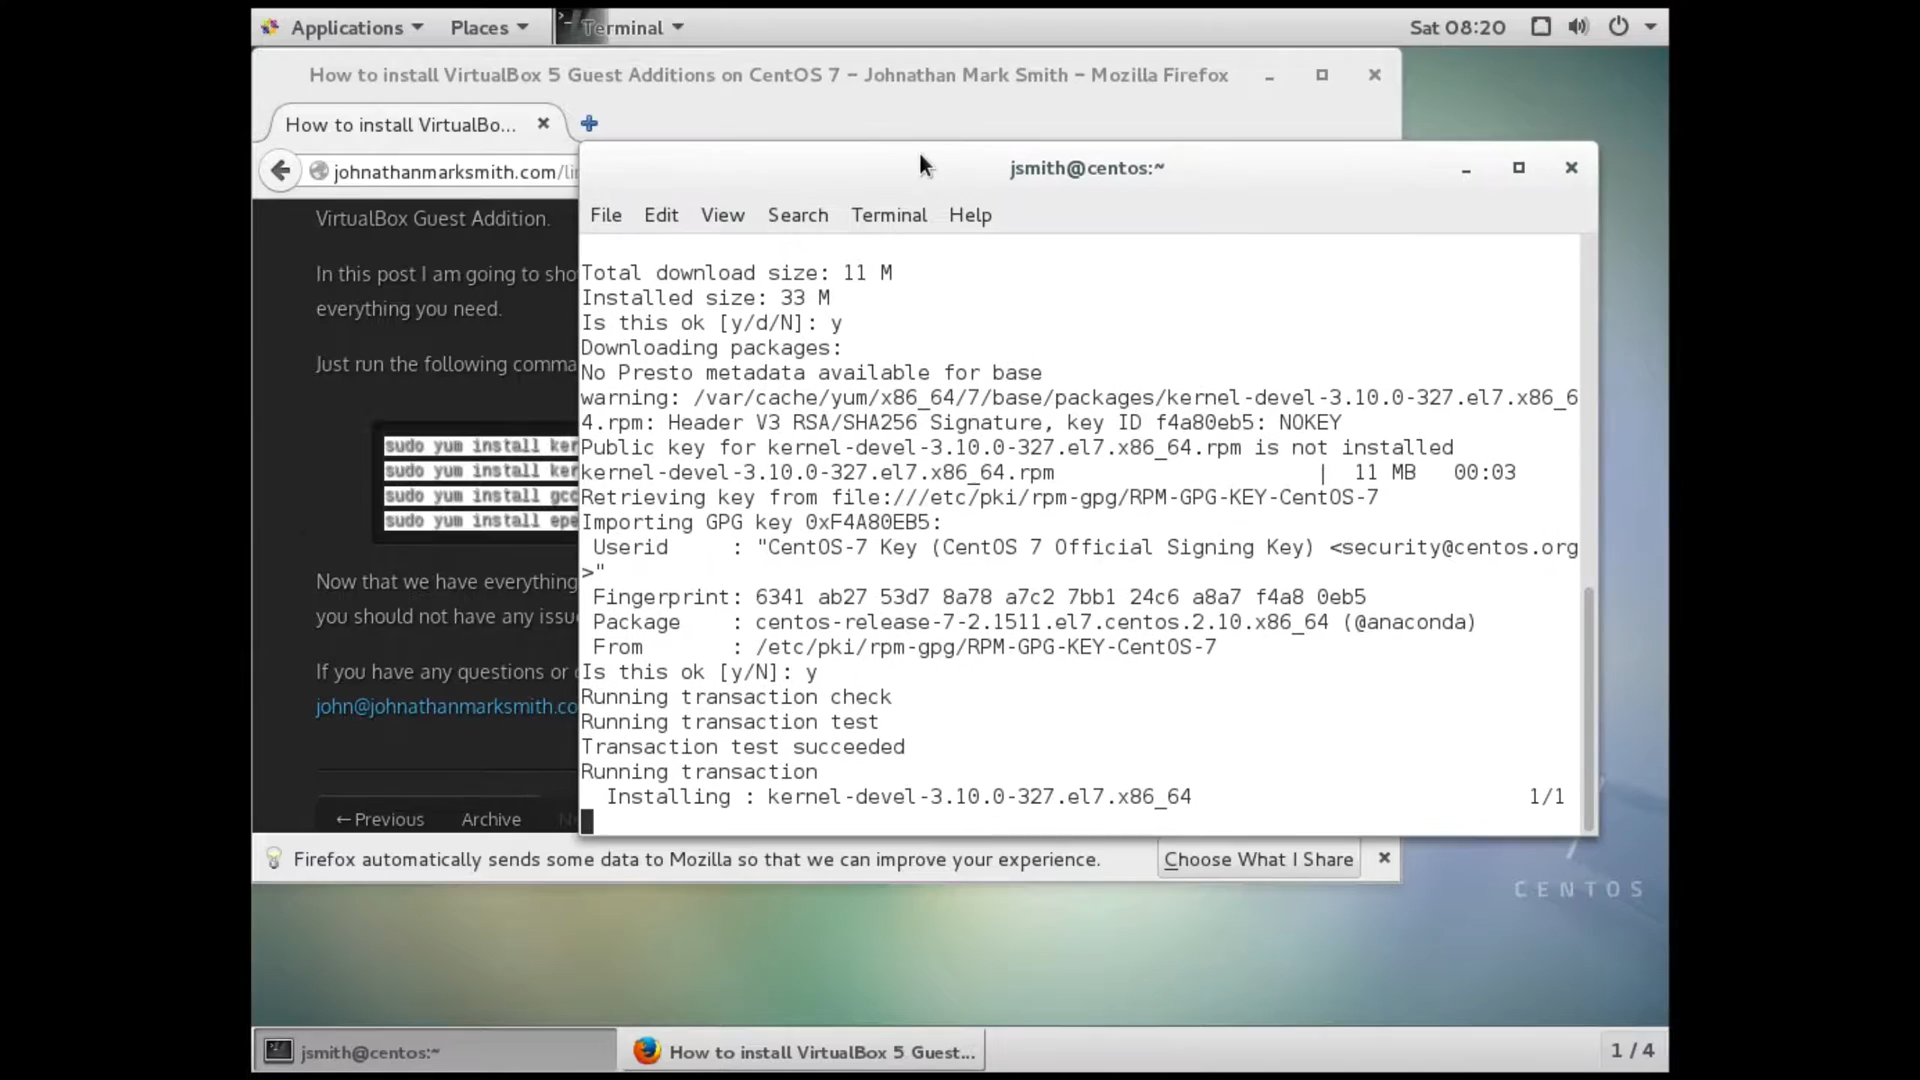 Applications
Places
Terminal
Sat 08:20
How to install VirtualBox 5 Guest Additions on CentOS 7 – Johnathan Mark Smith – Mozilla Firefox
How to install VirtualBo...
johnathanmarksmith.com/li
VirtualBox Guest Addition.
In this post I am going to sho
everything you need.
Just run the following comma
sudo yum install ker
sudo yum install ker
sudo yum install gcc
sudo yum install epe
Now that we have everything
you should not have any issu
If you have any questions or
john@johnathanmarksmith.co
← Previous
Archive
jsmith@centos:~
File Edit View Search Terminal Help
Total download size: 11 M
Installed size: 33 M
Is this ok [y/d/N]: y
Downloading packages:
No Presto metadata available for base
warning: /var/cache/yum/x86_64/7/base/packages/kernel-devel-3.10.0-327.el7.x86_6
4.rpm: Header V3 RSA/SHA256 Signature, key ID f4a80eb5: NOKEY
Public key for kernel-devel-3.10.0-327.el7.x86_64.rpm is not installed
kernel-devel-3.10.0-327.el7.x86_64.rpm | 11 MB 00:03
Retrieving key from file:///etc/pki/rpm-gpg/RPM-GPG-KEY-CentOS-7
Importing GPG key 0xF4A80EB5:
Userid : "CentOS-7 Key (CentOS 7 Official Signing Key) <security@centos.org
>"
Fingerprint: 6341 ab27 53d7 8a78 a7c2 7bb1 24c6 a8a7 f4a8 0eb5
Package : centos-release-7-2.1511.el7.centos.2.10.x86_64 (@anaconda)
From : /etc/pki/rpm-gpg/RPM-GPG-KEY-CentOS-7
Is this ok [y/N]: y
Running transaction check
Running transaction test
Transaction test succeeded
Running transaction
Installing : kernel-devel-3.10.0-327.el7.x86_64 1/1
Firefox automatically sends some data to Mozilla so that we can improve your experience.
Choose What I Share
CENTOS
jsmith@centos:~
How to install VirtualBox 5 Guest...
1 / 4